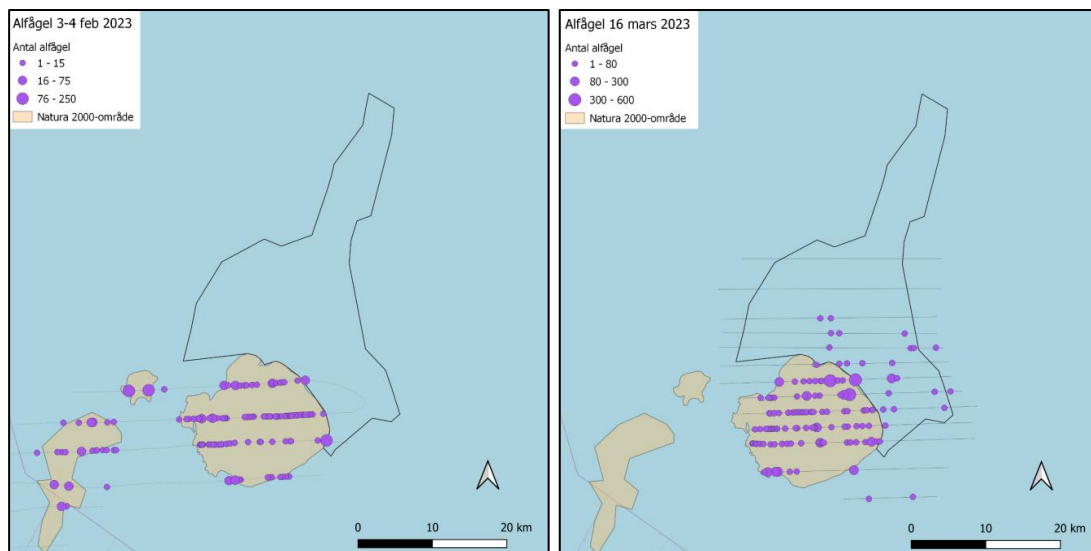 Alfågel 3-4 feb 2023
Antal alfågel
1 - 15
16 - 75
76 - 250
Natura 2000-område
0 10 20 km
Alfågel 16 mars 2023
Antal alfågel
1 - 80
80 - 300
300 - 600
Natura 2000-område
0 10 20 km